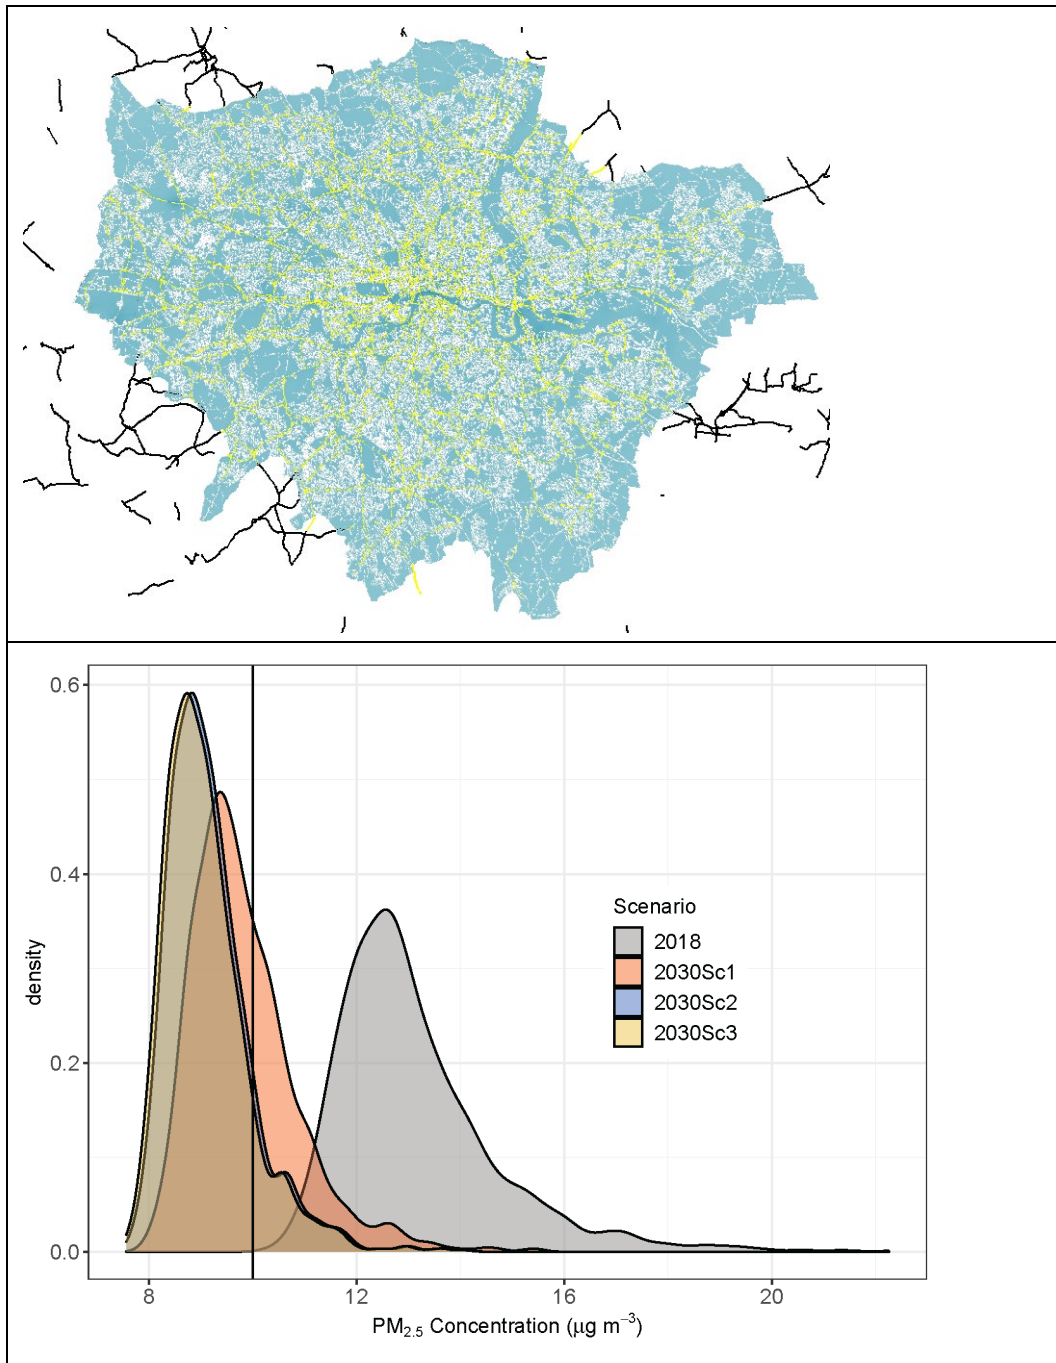 0.6
0.4
0.2
0.0
density
Scenario
2018
2030Sc1
2030Sc2
2030Sc3
8 12 16 20
PM₂.₅ Concentration (μg m⁻³)